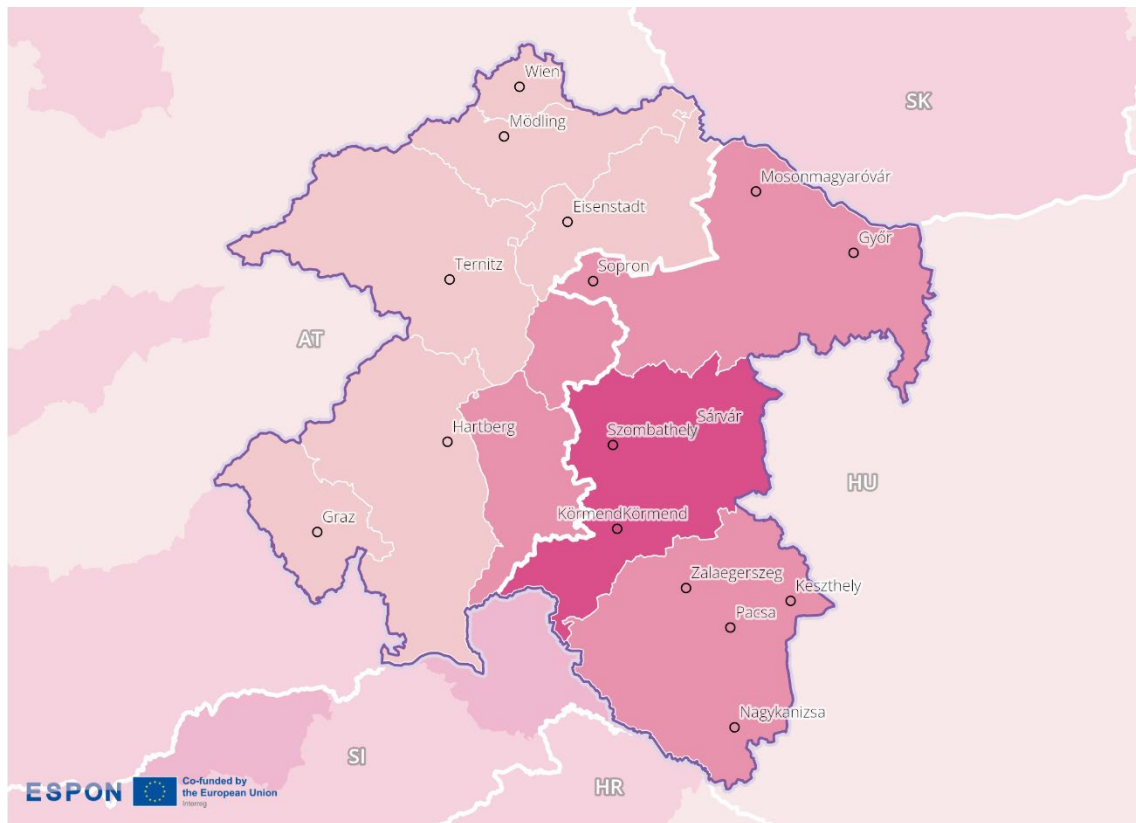 Wien
SK
Mödling
Mosonmagyaróvár
Eisenstadt
Győr
Ternitz
Sopron
AT
Sárvár
Hartberg
Szombathely
HU
KörmendKörmend
Graz
Zalaegerszeg
Keszthely
Pacsa
Nagykanizsa
SI
HR
ESPON
Co-funded by
the European Union
Interreg